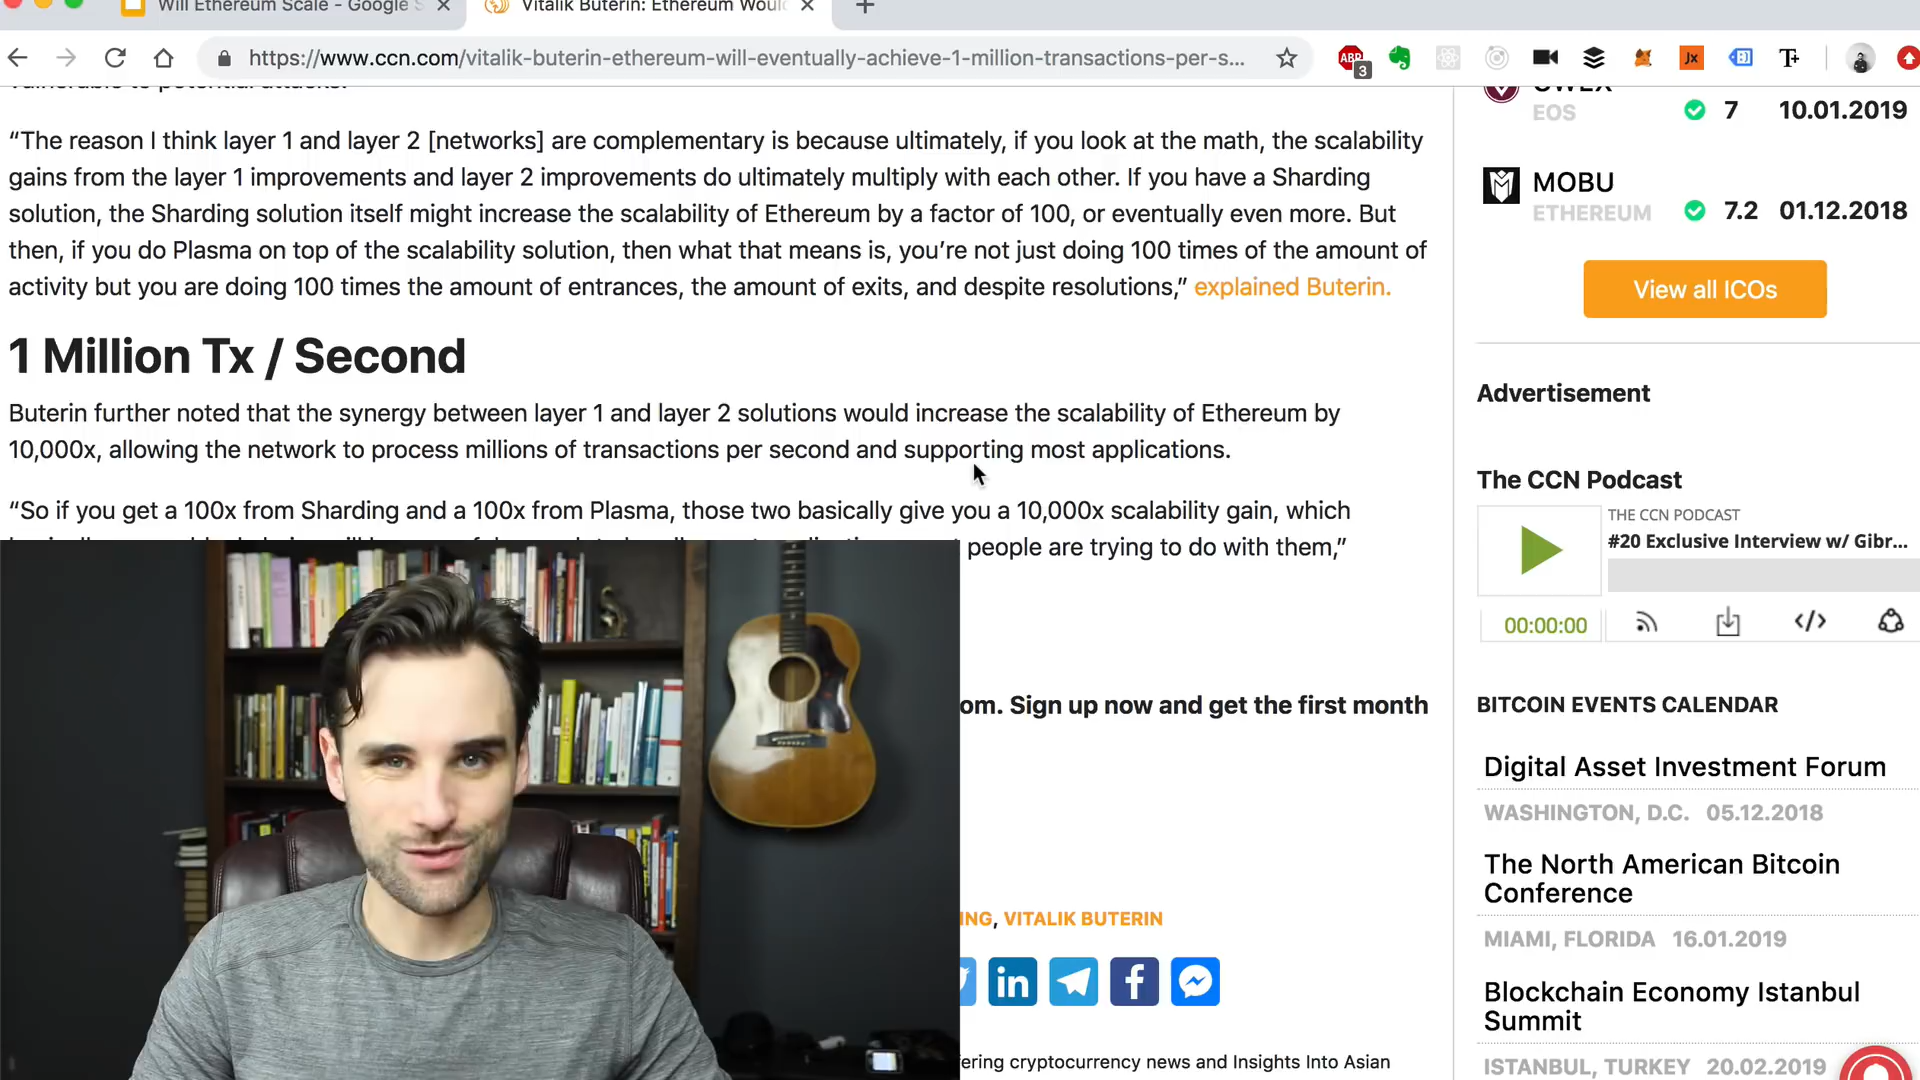 Will Ethereum Scale - Google S
Vitalik Buterin: Ethereum Woul
https://www.ccn.com/vitalik-buterin-ethereum-will-eventually-achieve-1-million-transactions-per-s...
ABP
3
Jx
T+
vulnerable to potential attacks.
“The reason I think layer 1 and layer 2 [networks] are complementary is because ultimately, if you look at the math, the scalability
gains from the layer 1 improvements and layer 2 improvements do ultimately multiply with each other. If you have a Sharding
solution, the Sharding solution itself might increase the scalability of Ethereum by a factor of 100, or eventually even more. But
then, if you do Plasma on top of the scalability solution, then what that means is, you’re not just doing 100 times of the amount of
activity but you are doing 100 times the amount of entrances, the amount of exits, and despite resolutions,” explained Buterin.
1 Million Tx / Second
Buterin further noted that the synergy between layer 1 and layer 2 solutions would increase the scalability of Ethereum by
10,000x, allowing the network to process millions of transactions per second and supporting most applications.
“So if you get a 100x from Sharding and a 100x from Plasma, those two basically give you a 10,000x scalability gain, which
people are trying to do with them,”
om. Sign up now and get the first month
ING, VITALIK BUTERIN
in
fering cryptocurrency news and Insights Into Asian
EOS
7 10.01.2019
MOBU
ETHEREUM
7.2 01.12.2018
View all ICOs
Advertisement
The CCN Podcast
THE CCN PODCAST
#20 Exclusive Interview w/ Gibr...
00:00:00
BITCOIN EVENTS CALENDAR
Digital Asset Investment Forum
WASHINGTON, D.C. 05.12.2018
The North American Bitcoin
Conference
MIAMI, FLORIDA 16.01.2019
Blockchain Economy Istanbul
Summit
ISTANBUL, TURKEY 20.02.2019